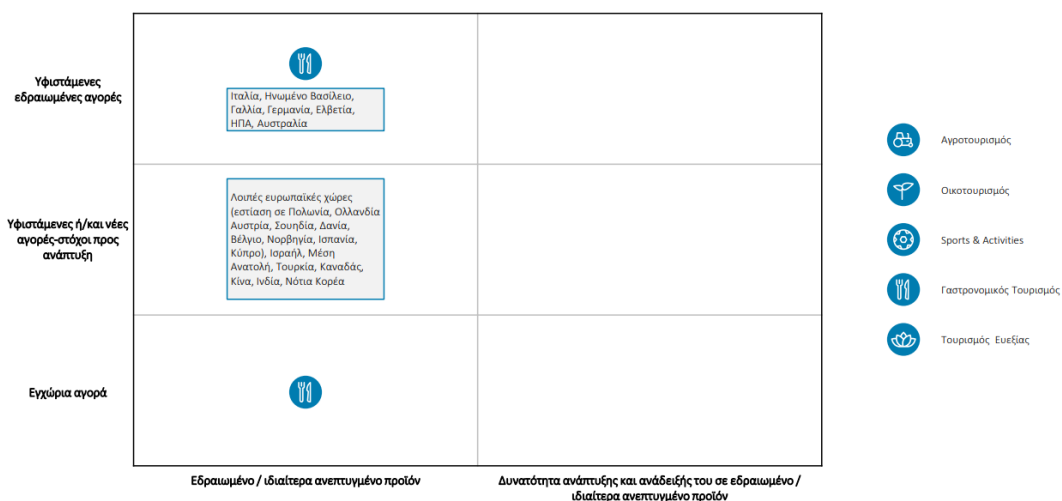 Υφιστάμενες
εδραιωμένες αγορές
Ιταλία, Ηνωμένο Βασίλειο,
Γαλλία, Γερμανία, Ελβετία,
ΗΠΑ, Αυστραλία
Υφιστάμενες ή/και νέες
αγορές-στόχοι προς
ανάπτυξη
Λοιπές ευρωπαϊκές χώρες
(εστίαση σε Πολωνία, Ολλανδία
Αυστρία, Σουηδία, Δανία,
Βέλγιο, Νορβηγία, Ισπανία,
Κύπρο), Ισραήλ, Μέση
Ανατολή, Τουρκία, Καναδάς,
Κίνα, Ινδία, Νότια Κορέα
Εγχώρια αγορά
Εδραιωμένο / ιδιαίτερα ανεπτυγμένο προϊόν
Δυνατότητα ανάπτυξης και ανάδειξής του σε εδραιωμένο /
ιδιαίτερα ανεπτυγμένο προϊόν
Αγροτουρισμός
Οικοτουρισμός
Sports & Activities
Γαστρονομικός Τουρισμός
Τουρισμός Ευεξίας